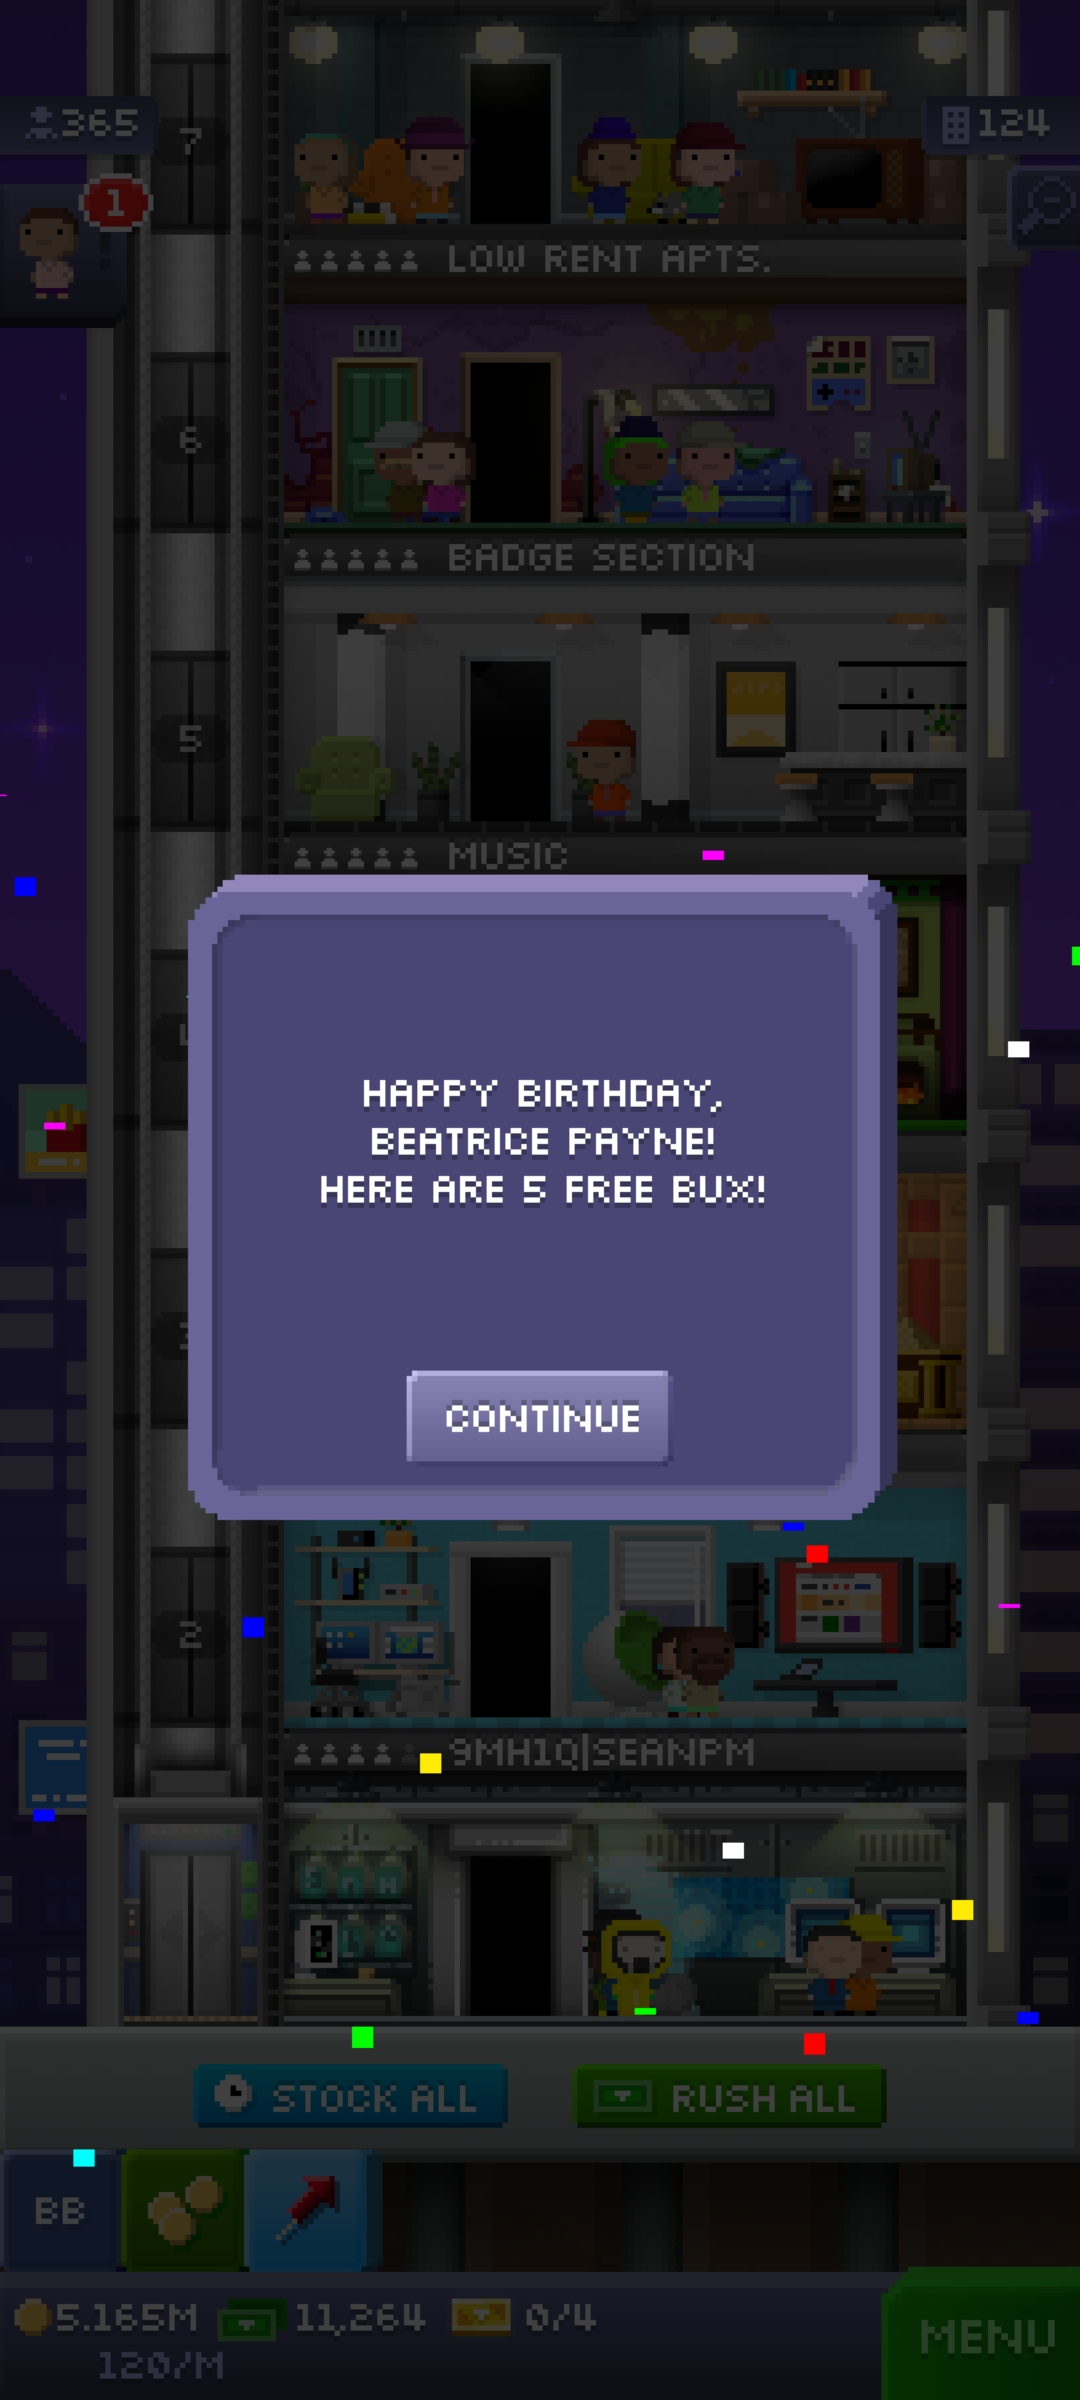 365
124
7
1
LOW RENT APTS.
6
BADGE SECTION
5
MUSIC
HAPPY BIRTHDAY,
BEATRICE PAYNE!
HERE ARE 5 FREE BUX!
CONTINUE
2
9MH1Q|SEANPM
STOCK ALL
RUSH ALL
BB
5.165M
11,264
0/4
120/M
MENU